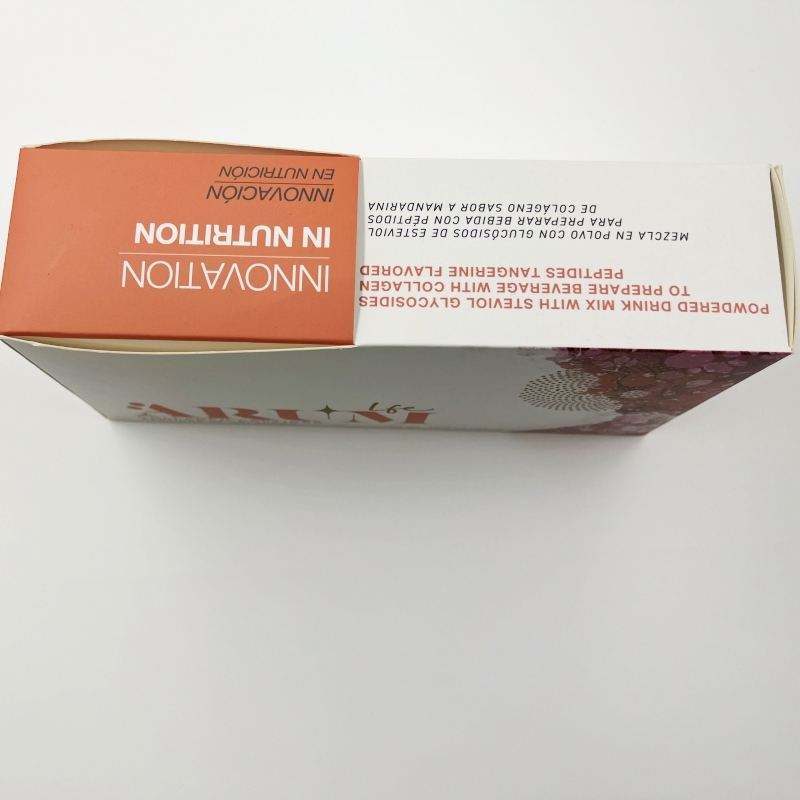 INNOVATION
IN NUTRITION
INNOVACIÓN
EN NUTRICIÓN
POWDERED DRINK MIX WITH STEVIOL GLYCOSIDES
TO PREPARE BEVERAGE WITH COLLAGEN
PEPTIDES TANGERINE FLAVORED
MEZCLA EN POLVO CON GLUCÓSIDOS DE ESTEVIOL
PARA PREPARAR BEBIDA CON PÉPTIDOS
DE COLÁGENO SABOR A MANDARINA